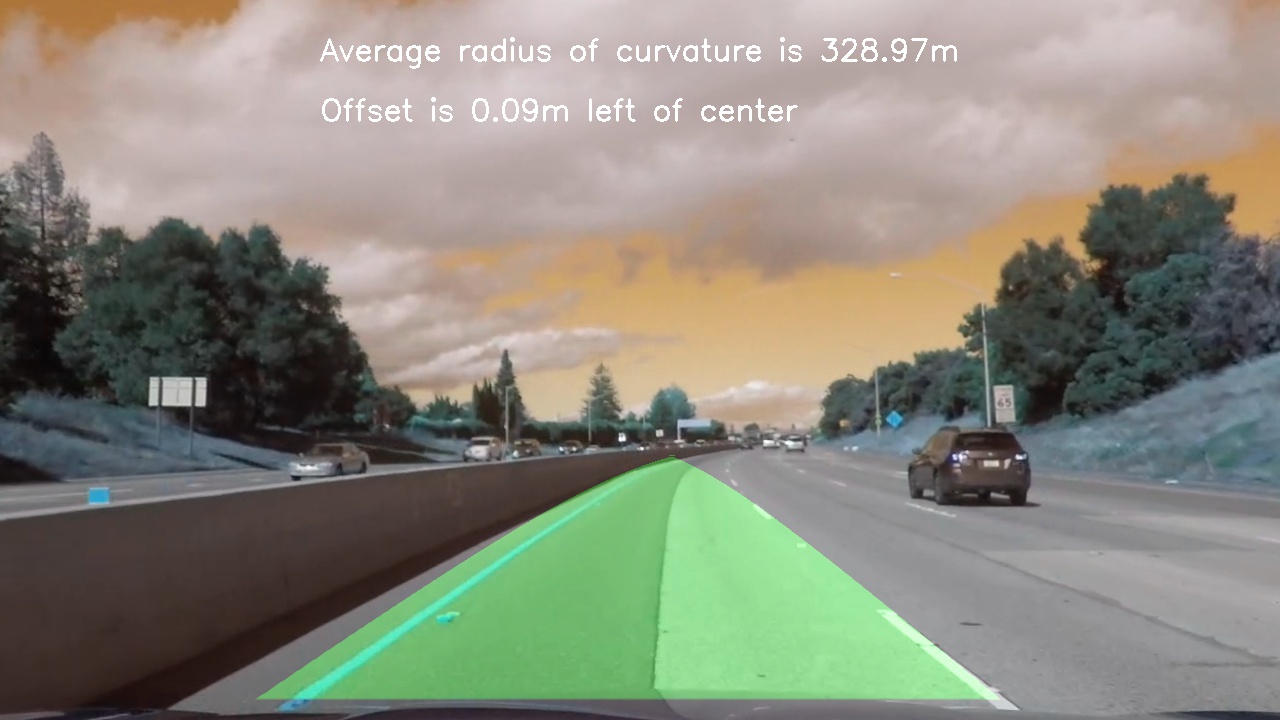 Average radius of curvature is 328.97m
Offset is 0.09m left of center
65